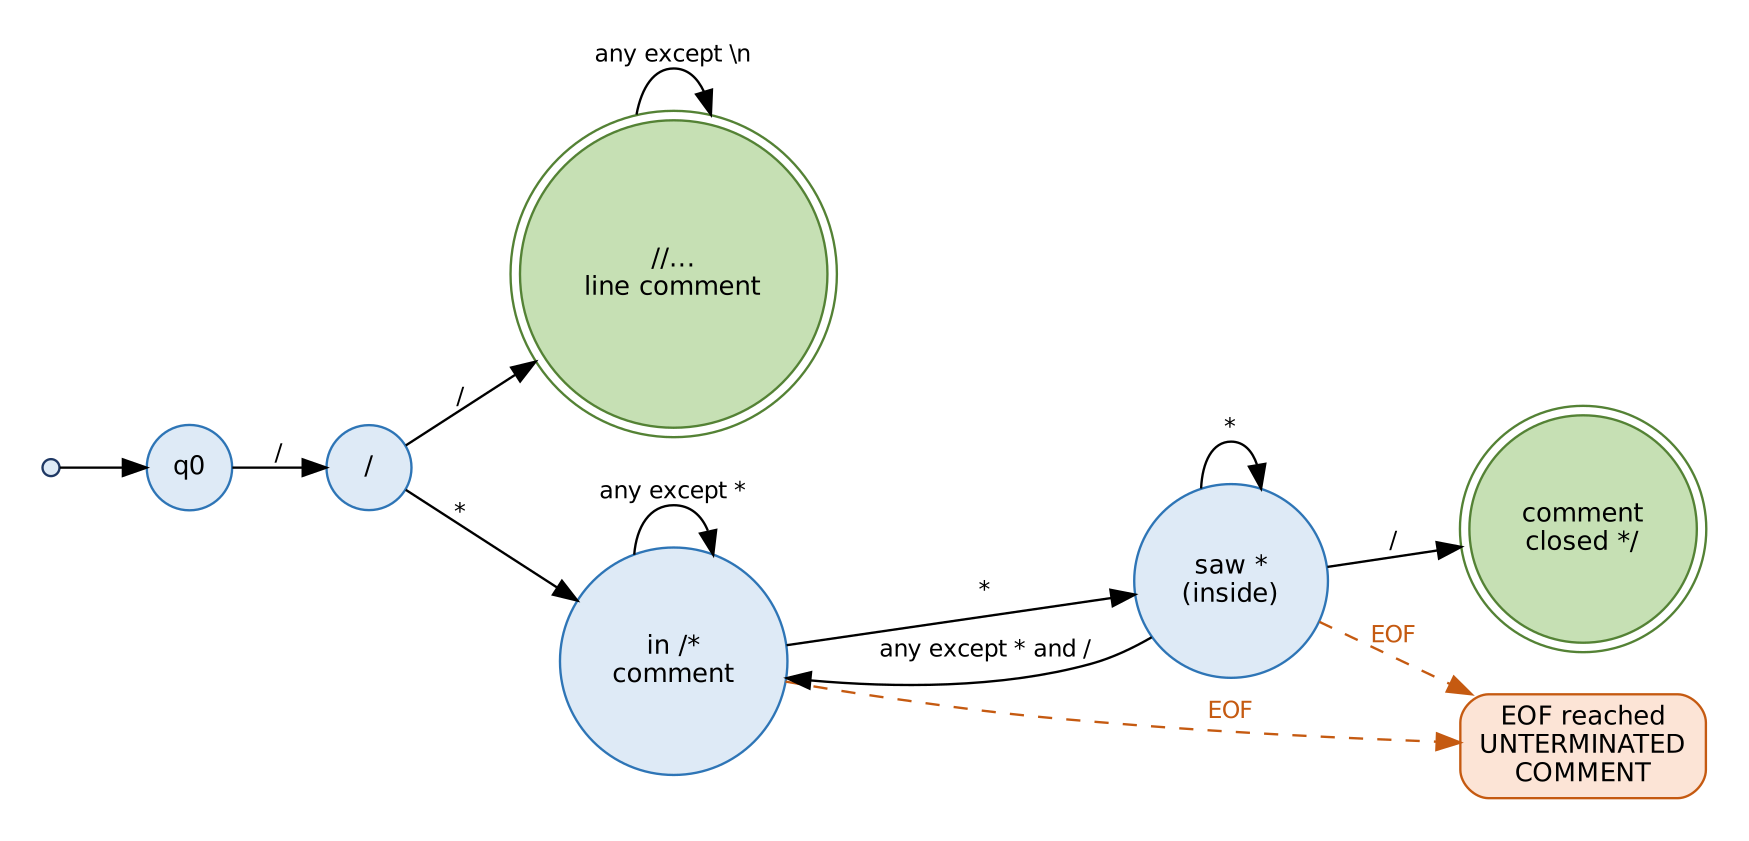 any except \n
//...
line comment
/
q0
/
/
*
any except *
in /*
comment
*
any except * and /
*
saw *
(inside)
/
comment
closed */
EOF
EOF
EOF reached
UNTERMINATED
COMMENT